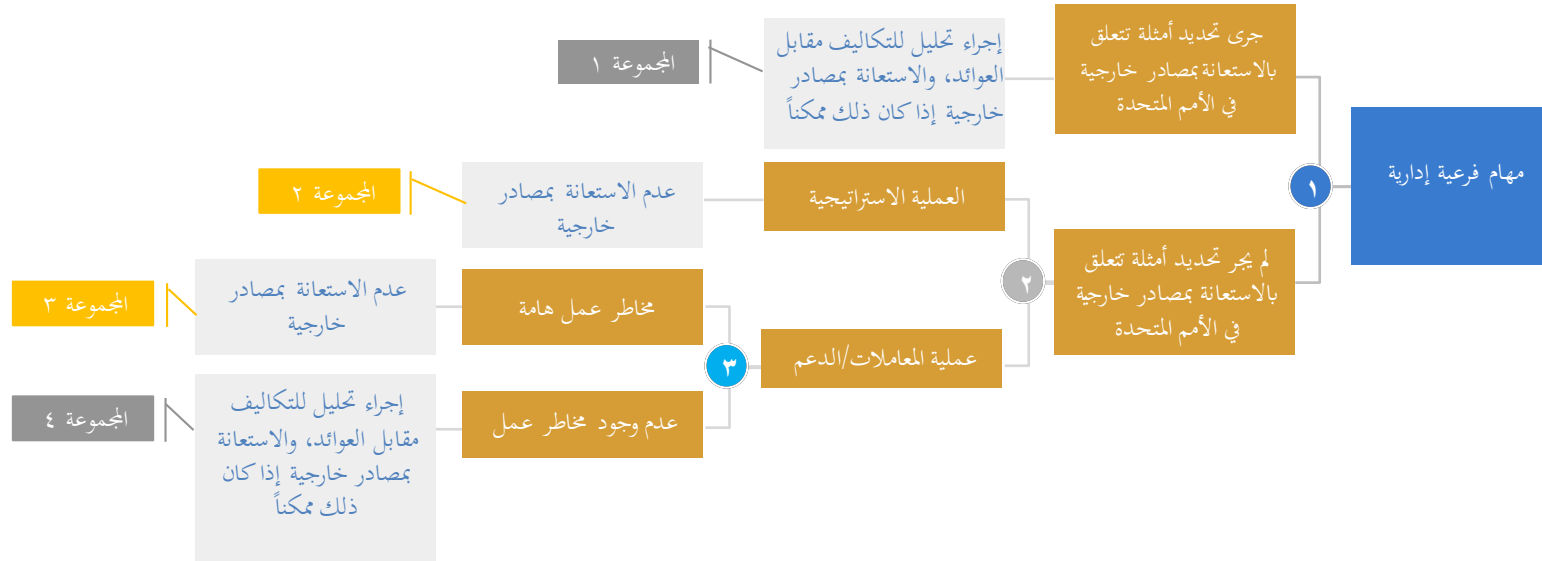 مهام فرعية إدارية
١
جرى تحديد أمثلة تتعلق
بالاستعانة بمصادر خارجية
في الأمم المتحدة
إجراء تحليل للتكاليف مقابل
العوائد، والاستعانة بمصادر
خارجية إذا كان ذلك ممكناً
المجموعة ١
لم يجر تحديد أمثلة تتعلق
بالاستعانة بمصادر خارجية
في الأمم المتحدة
٢
العملية الاستراتيجية
عدم الاستعانة بمصادر
خارجية
المجموعة ٢
عملية المعاملات/الدعم
٣
مخاطر عمل هامة
عدم الاستعانة بمصادر
خارجية
المجموعة ٣
عدم وجود مخاطر عمل
إجراء تحليل للتكاليف
مقابل العوائد، والاستعانة
بمصادر خارجية إذا كان
ذلك ممكناً
المجموعة ٤